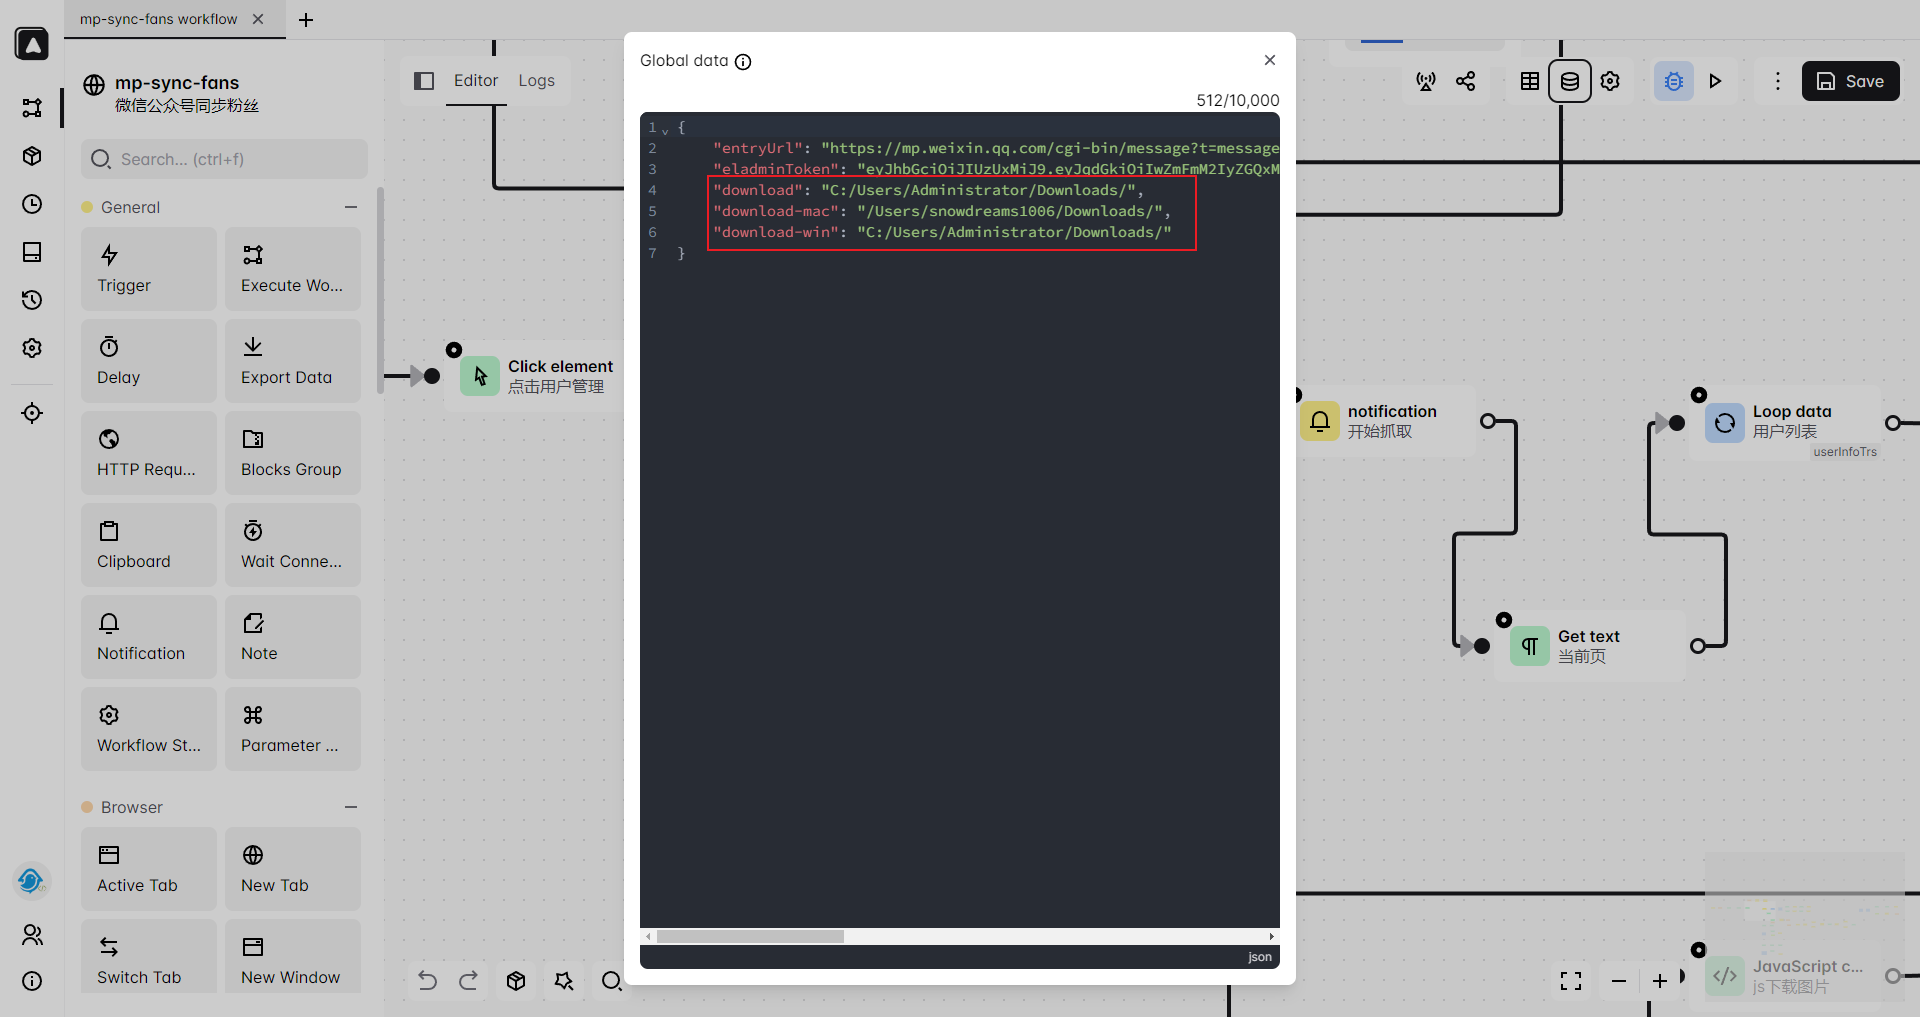 mp-sync-fans workflow
mp-sync-fans
微信公众号同步粉丝
Search... (ctrl+f)
General
Trigger
Execute Wo...
Delay
Export Data
HTTP Requ...
Blocks Group
Clipboard
Wait Conne...
Notification
Note
Workflow St...
Parameter ...
Browser
Active Tab
New Tab
Switch Tab
New Window
Editor
Logs
Click element
点击用户管理
Global data
512/10,000
1 {
2 "entryUrl": "https://mp.weixin.qq.com/cgi-bin/message?t=message
3 "eladminToken": "eyJhbGciOiJIUzUxMiJ9.eyJqdGkiOiIwZmFmM2IyZGQxM
4 "download": "C:/Users/Administrator/Downloads/",
5 "download-mac": "/Users/snowdreams1006/Downloads/",
6 "download-win": "C:/Users/Administrator/Downloads/"
7 }
json
Save
notification
开始抓取
Loop data
用户列表
userInfoTrs
Get text
当前页
JavaScript c...
js下载图片